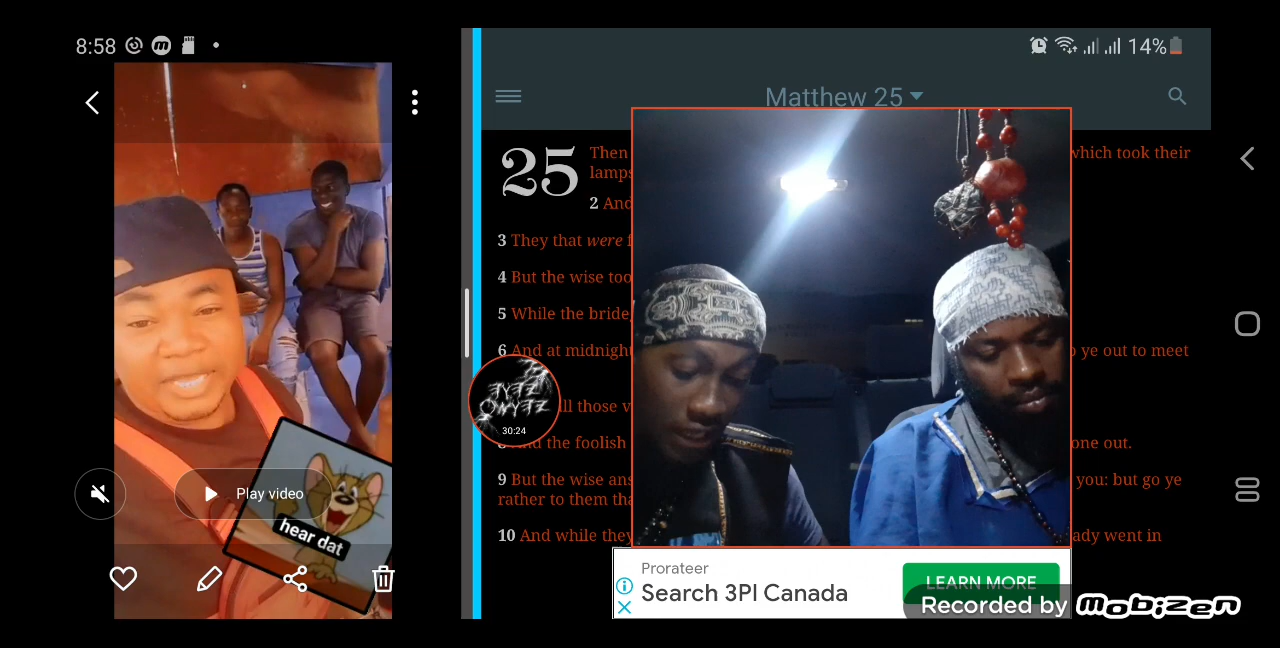 8:58
14%
Matthew 25
25 Then which took their
lamps
2 And
3 They that were f
4 But the wise too
5 While the bride
6 And at midnight o ye out to meet
ll those v
nd the foolish one out.
9 But the wise ans you: but go ye
rather to them tha
10 And while they ady went in
30:24
Play video
hear dat
Prorateer
Search 3PI Canada
LEARN MORE
Recorded by mobizen